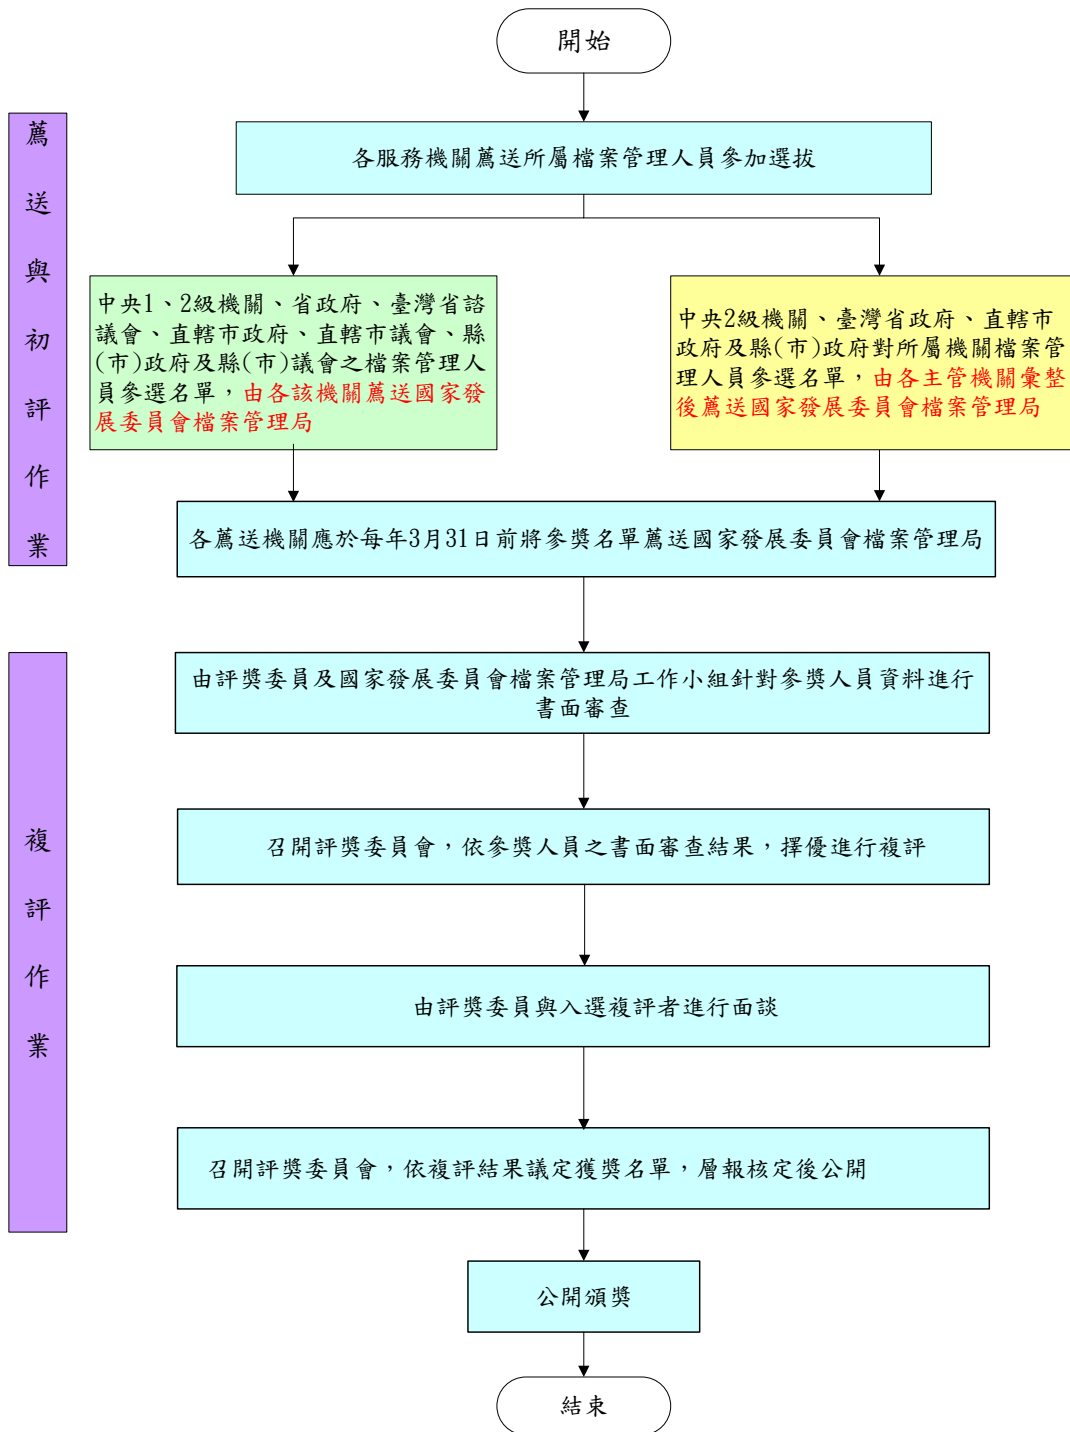 開始
薦送與初評作業
各服務機關薦送所屬檔案管理人員參加選拔
中央1、2級機關、省政府、臺灣省諮
議會、直轄市政府、直轄市議會、縣
(市)政府及縣(市)議會之檔案管理人
員參選名單，由各該機關薦送國家發
展委員會檔案管理局
中央2級機關、臺灣省政府、直轄市
政府及縣(市)政府對所屬機關檔案管
理人員參選名單，由各主管機關彙整
後薦送國家發展委員會檔案管理局
各薦送機關應於每年3月31日前將參獎名單薦送國家發展委員會檔案管理局
複評作業
由評獎委員及國家發展委員會檔案管理局工作小組針對參獎人員資料進行
書面審查
召開評獎委員會，依參獎人員之書面審查結果，擇優進行複評
由評獎委員與入選複評者進行面談
召開評獎委員會，依複評結果議定獲獎名單，層報核定後公開
公開頒獎
結束